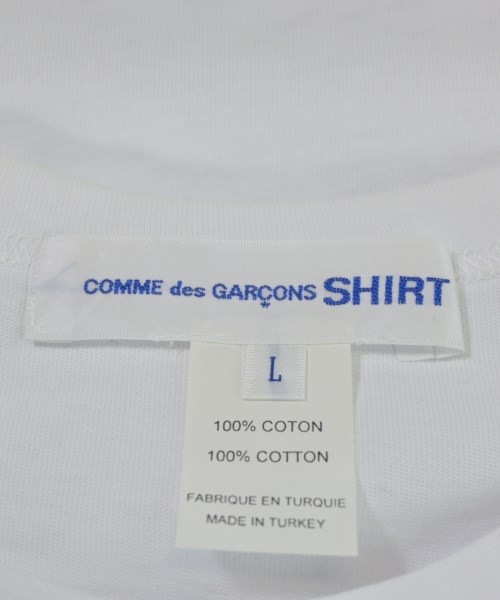 COMME des GARÇONS SHIRT
L
100% COTON
100% COTTON
FABRIQUE EN TURQUIE
MADE IN TURKEY